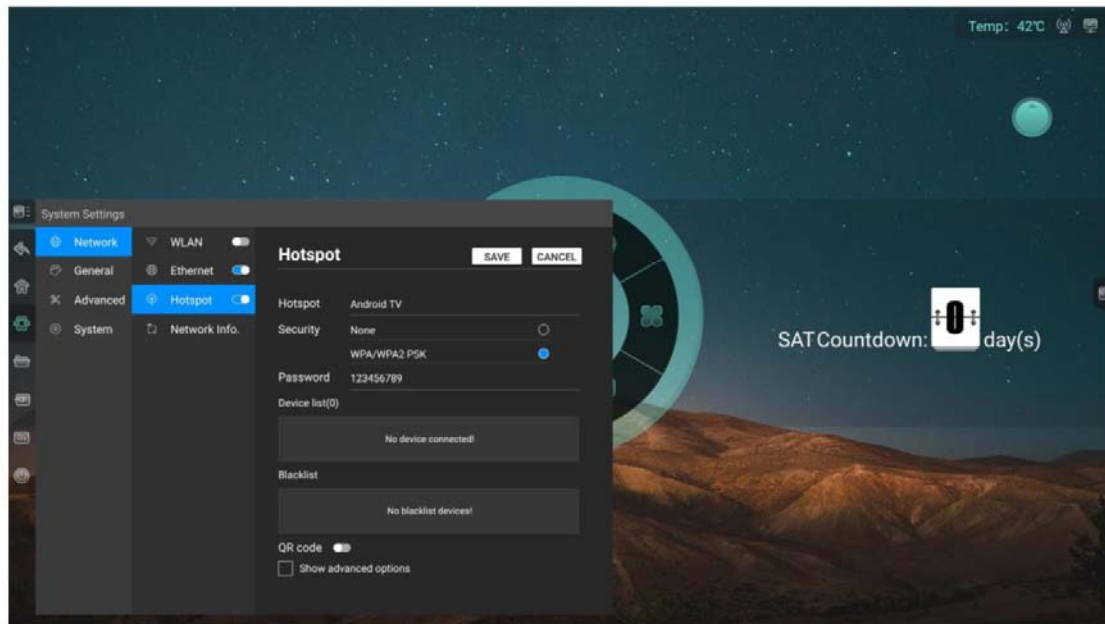 Temp: 42℃
System Settings
Network
General
Advanced
System
WLAN
Ethernet
Hotspot
Network Info.
Hotspot
SAVE
CANCEL
Hotspot Android TV
Security None
WPA/WPA2 PSK
Password 123456789
Device list(0)
No device connected!
Blacklist
No blacklist devices!
QR code
Show advanced options
SAT Countdown: 0 day(s)